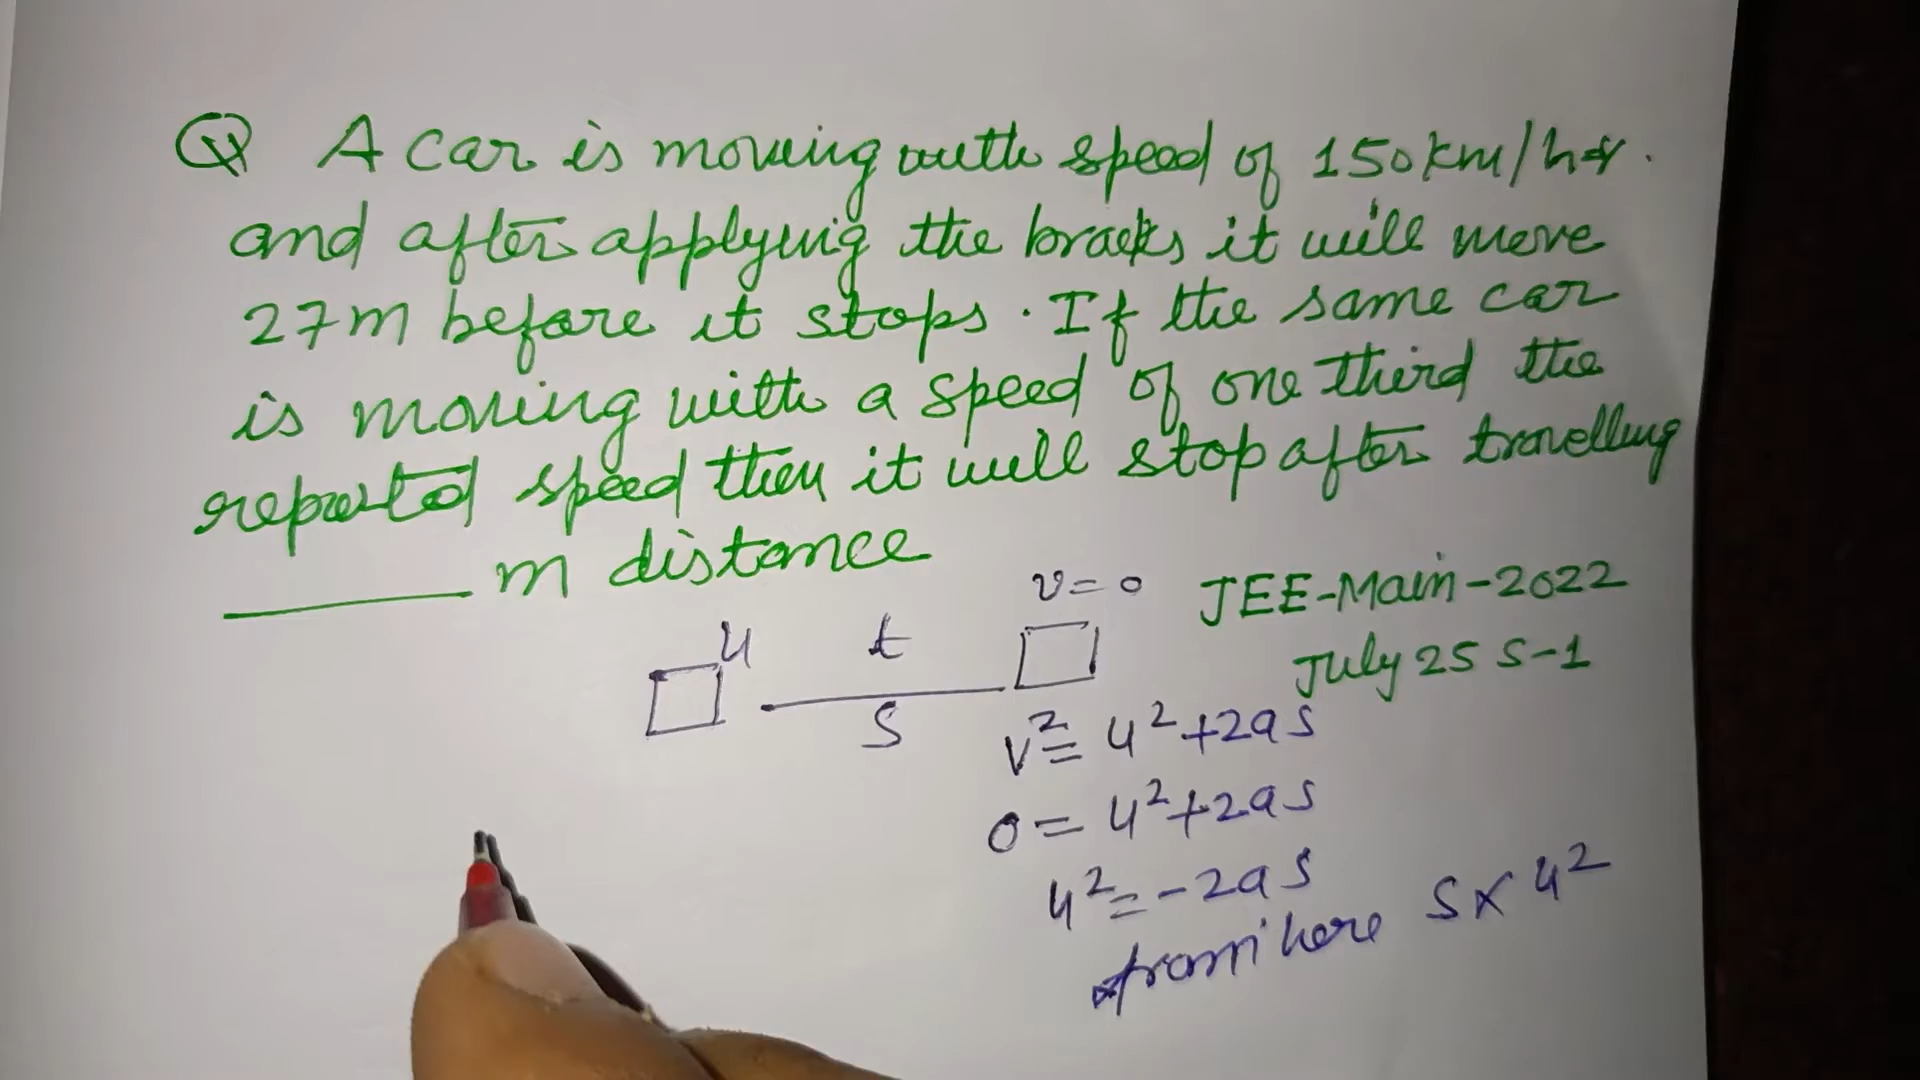 Q A car is moving with speed of 150km/hr.
and after applying the bracks it will move
27m before it stops. If the same car
is moving with a speed of one third the
reported speed then it will stop after travelling
_____ m distance
JEE-Main-2022
July 25 S-1
u t v=0
S
v²= u²+2as
0= u²+2as
u²=-2as
from here S∝ u²